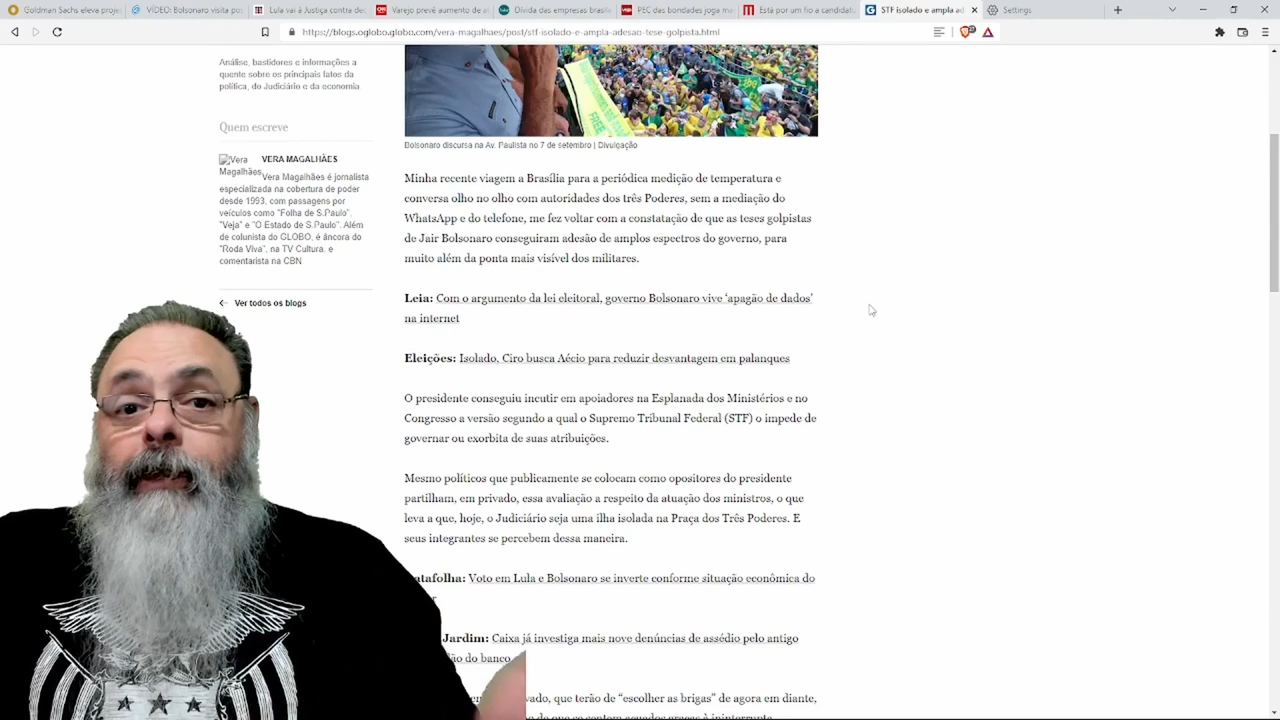 Goldman Sachs eleva proje
VÍDEO: Bolsonaro visita pos
Lula vai à Justiça contra dec
Varejo prevê aumento de a
Dívida das empresas brasile
PEC das bondades joga me
Está por um fio a candidatu
STF isolado e ampla ad
Settings
https://blogs.oglobo.globo.com/vera-magalhaes/post/stf-isolado-e-ampla-adesao-tese-golpista.html
Análise, bastidores e informações a
quente sobre os principais fatos da
política, do Judiciário e da economia.
Quem escreve
Vera
Magalhães
VERA MAGALHÃES
Vera Magalhães é jornalista
especializada na cobertura de poder
desde 1993, com passagens por
veículos como "Folha de S.Paulo",
"Veja" e "O Estado de S.Paulo". Além
de colunista do GLOBO, é âncora do
"Roda Viva", na TV Cultura, e
comentarista na CBN
Ver todos os blogs
Bolsonaro discursa na Av. Paulista no 7 de setembro | Divulgação
Minha recente viagem a Brasília para a periódica medição de temperatura e
conversa olho no olho com autoridades dos três Poderes, sem a mediação do
WhatsApp e do telefone, me fez voltar com a constatação de que as teses golpistas
de Jair Bolsonaro conseguiram adesão de amplos espectros do governo, para
muito além da ponta mais visível dos militares.
Leia: Com o argumento da lei eleitoral, governo Bolsonaro vive 'apagão de dados'
na internet
Eleições: Isolado, Ciro busca Aécio para reduzir desvantagem em palanques
O presidente conseguiu incutir em apoiadores na Esplanada dos Ministérios e no
Congresso a versão segundo a qual o Supremo Tribunal Federal (STF) o impede de
governar ou exorbita de suas atribuições.
Mesmo políticos que publicamente se colocam como opositores do presidente
partilham, em privado, essa avaliação a respeito da atuação dos ministros, o que
leva a que, hoje, o Judiciário seja uma ilha isolada na Praça dos Três Poderes. E
seus integrantes se percebem dessa maneira.
atafolha: Voto em Lula e Bolsonaro se inverte conforme situação econômica do
r
Jardim: Caixa já investiga mais nove denúncias de assédio pelo antigo
ão do banco
vado, que terão de "escolher as brigas" de agora em diante,